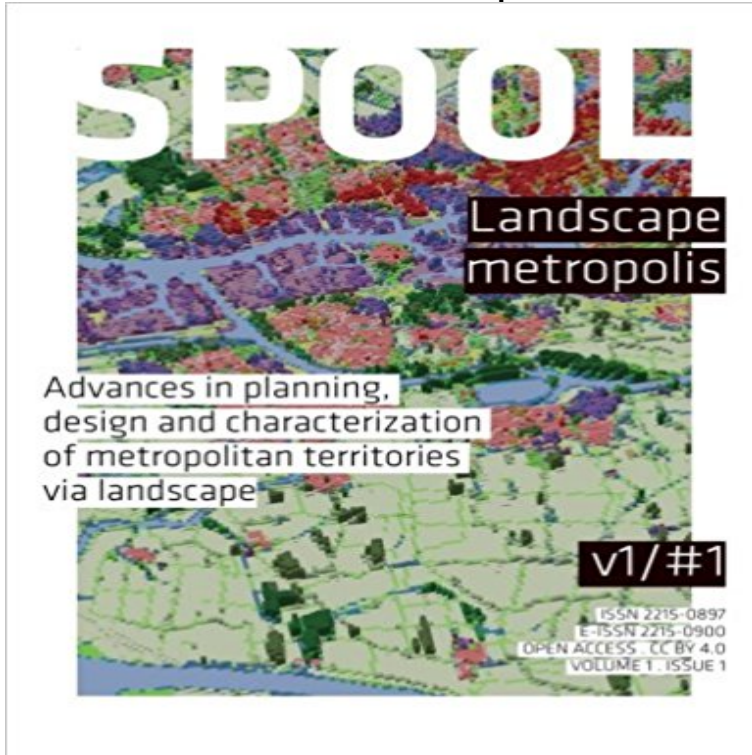 SPOOL
Landscape
metropolis
Advances in planning,
design and characterization
of metropolitan territories
via landscape
v1/#1
ISSN 2215-0897
E-ISSN 2215-0900
OPEN ACCESS . CC BY 4.0
VOLUME 1 . ISSUE 1